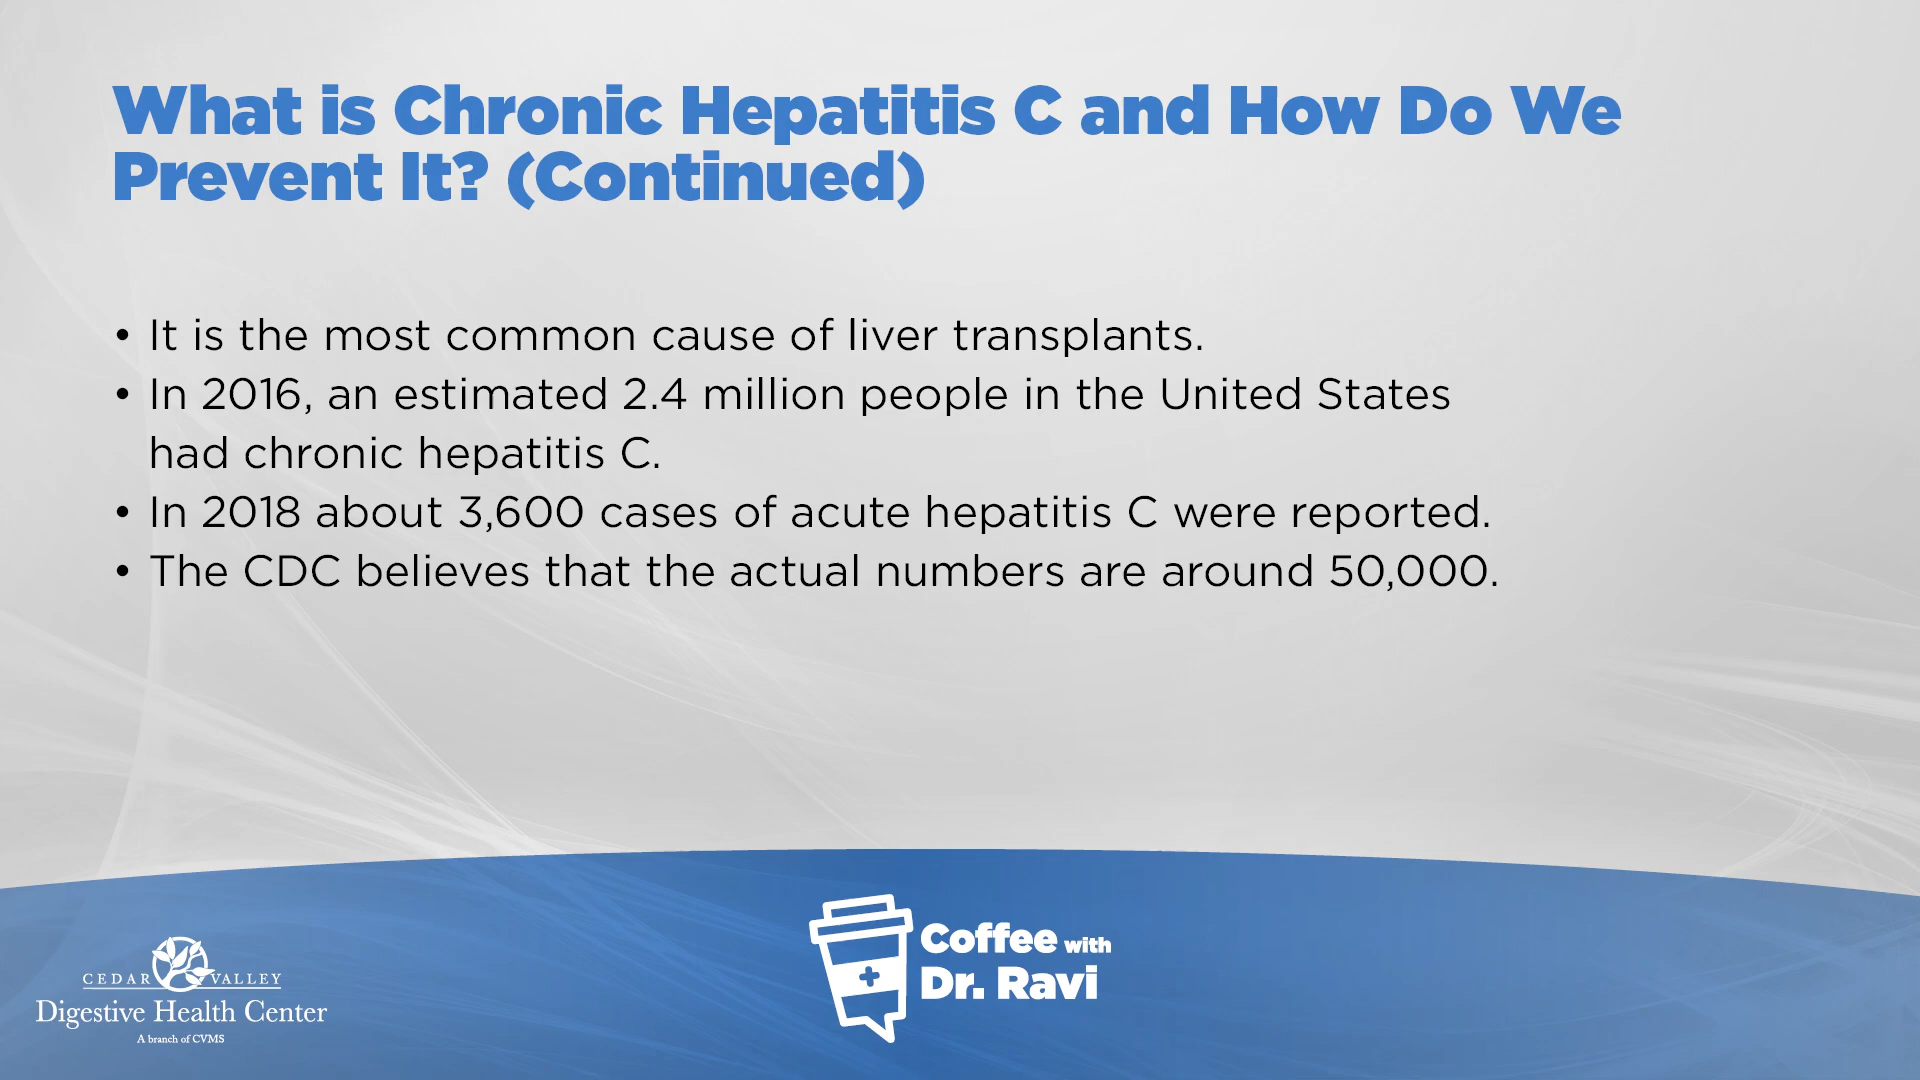 What is Chronic Hepatitis C and How Do We
Prevent It? (Continued)
• It is the most common cause of liver transplants.
• In 2016, an estimated 2.4 million people in the United States
had chronic hepatitis C.
• In 2018 about 3,600 cases of acute hepatitis C were reported.
• The CDC believes that the actual numbers are around 50,000.
CEDAR VALLEY
Digestive Health Center
A branch of CVMS
Coffee with
Dr. Ravi